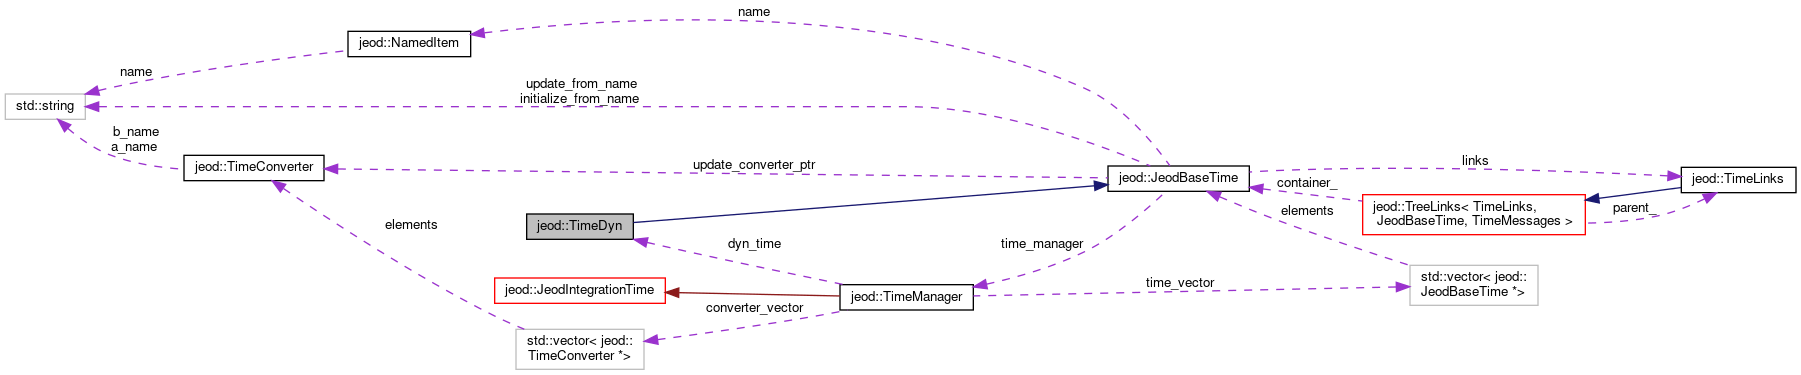 name
jeod::NamedItem
name
update_from_name
initialize_from_name
std::string
b_name
a_name
jeod::TimeConverter
update_converter_ptr
jeod::JeodBaseTime
links
jeod::TimeLinks
container_
jeod::TreeLinks< TimeLinks,
JeodBaseTime, TimeMessages >
parent_
elements
jeod::TimeDyn
elements
dyn_time
time_manager
std::vector< jeod::
JeodBaseTime *>
time_vector
jeod::JeodIntegrationTime
jeod::TimeManager
converter_vector
std::vector< jeod::
TimeConverter *>